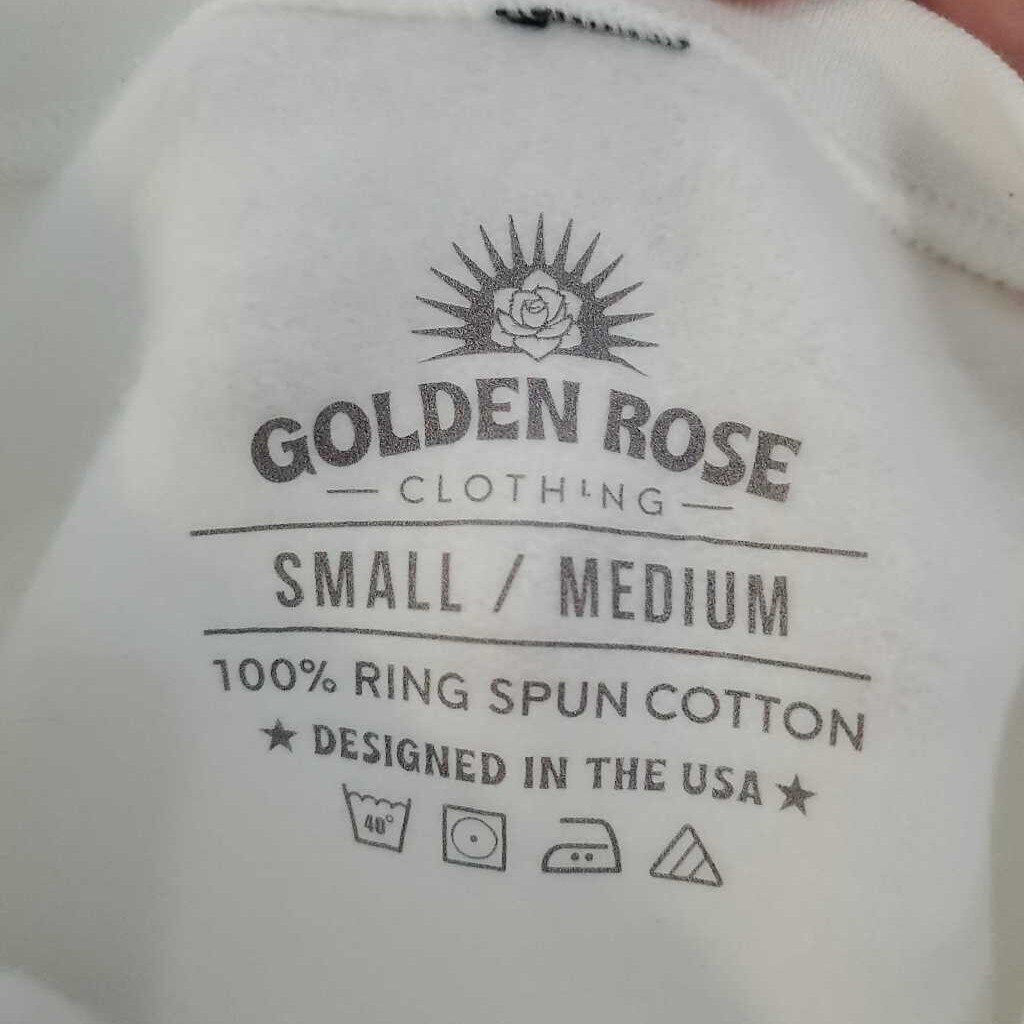 GOLDEN ROSE
CLOTHING
SMALL / MEDIUM
100% RING SPUN COTTON
★ DESIGNED IN THE USA ★
40°